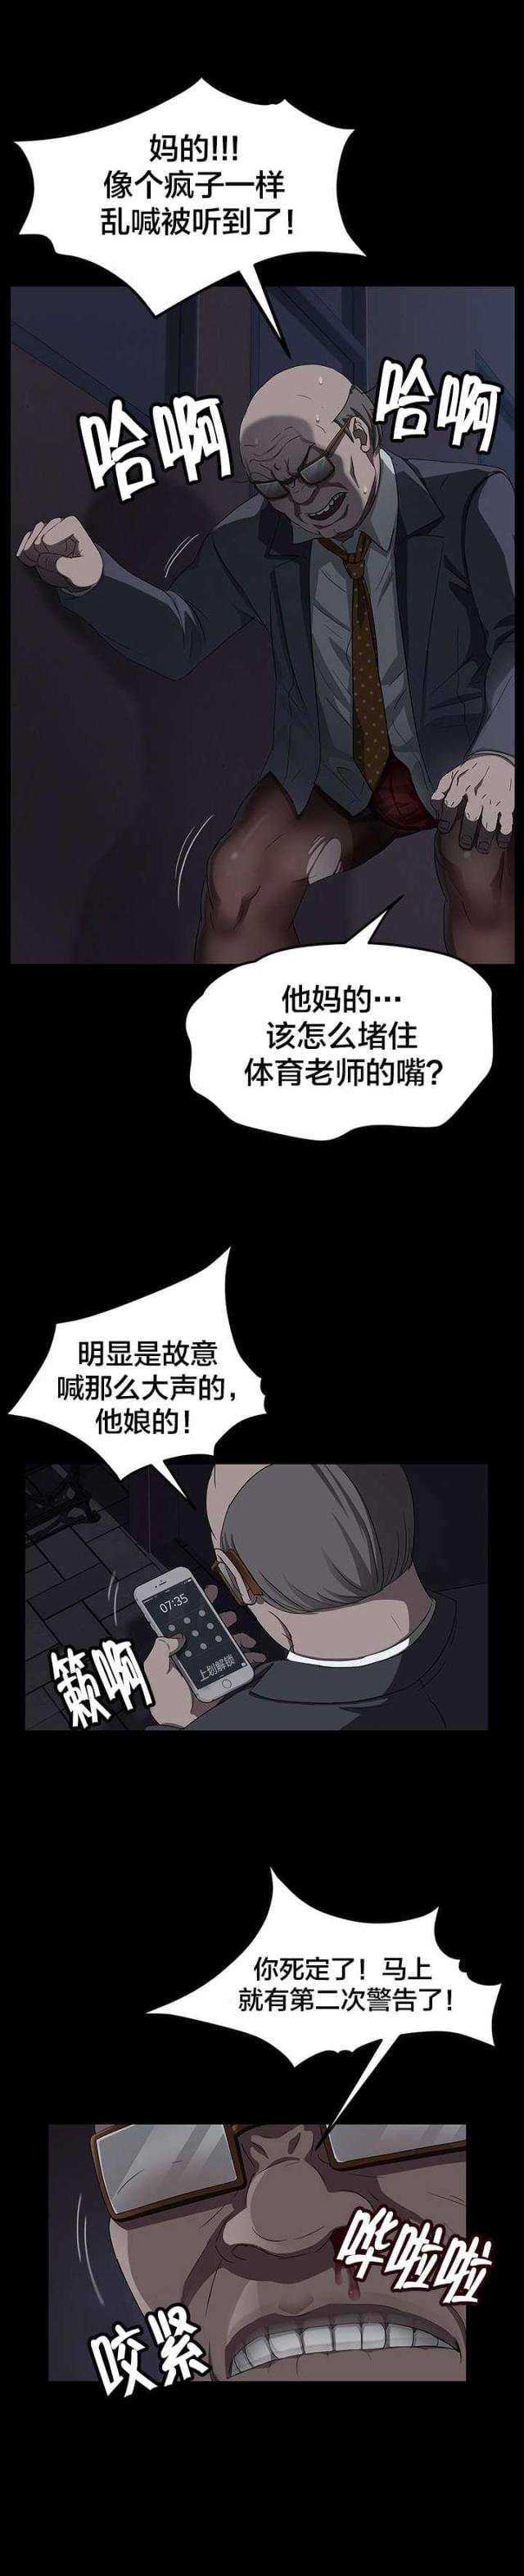 妈的!!!
像个疯子一样
乱喊被听到了!
哈啊
哈啊
他妈的…
该怎么堵住
体育老师的嘴?
明显是故意
喊那么大声的,
他娘的!
07:35
上划解锁
簌啊
你死定了! 马上
就有第二次警告了!
哗啦啦
咬紧